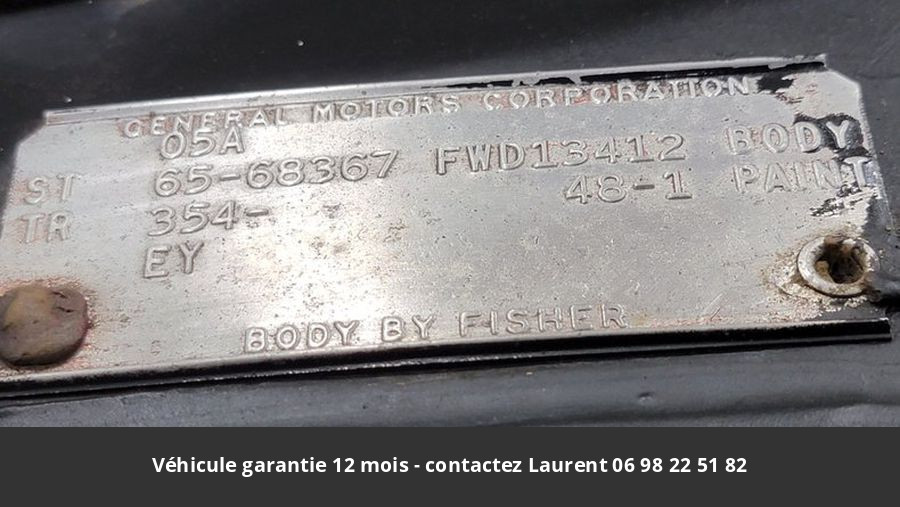 GENERAL MOTORS CORPORATION
05A
ST 65-68367 FWD13412 BODY
TR 354- 48-1 PAINT
EY
BODY BY FISHER
Véhicule garantie 12 mois - contactez Laurent 06 98 22 51 82